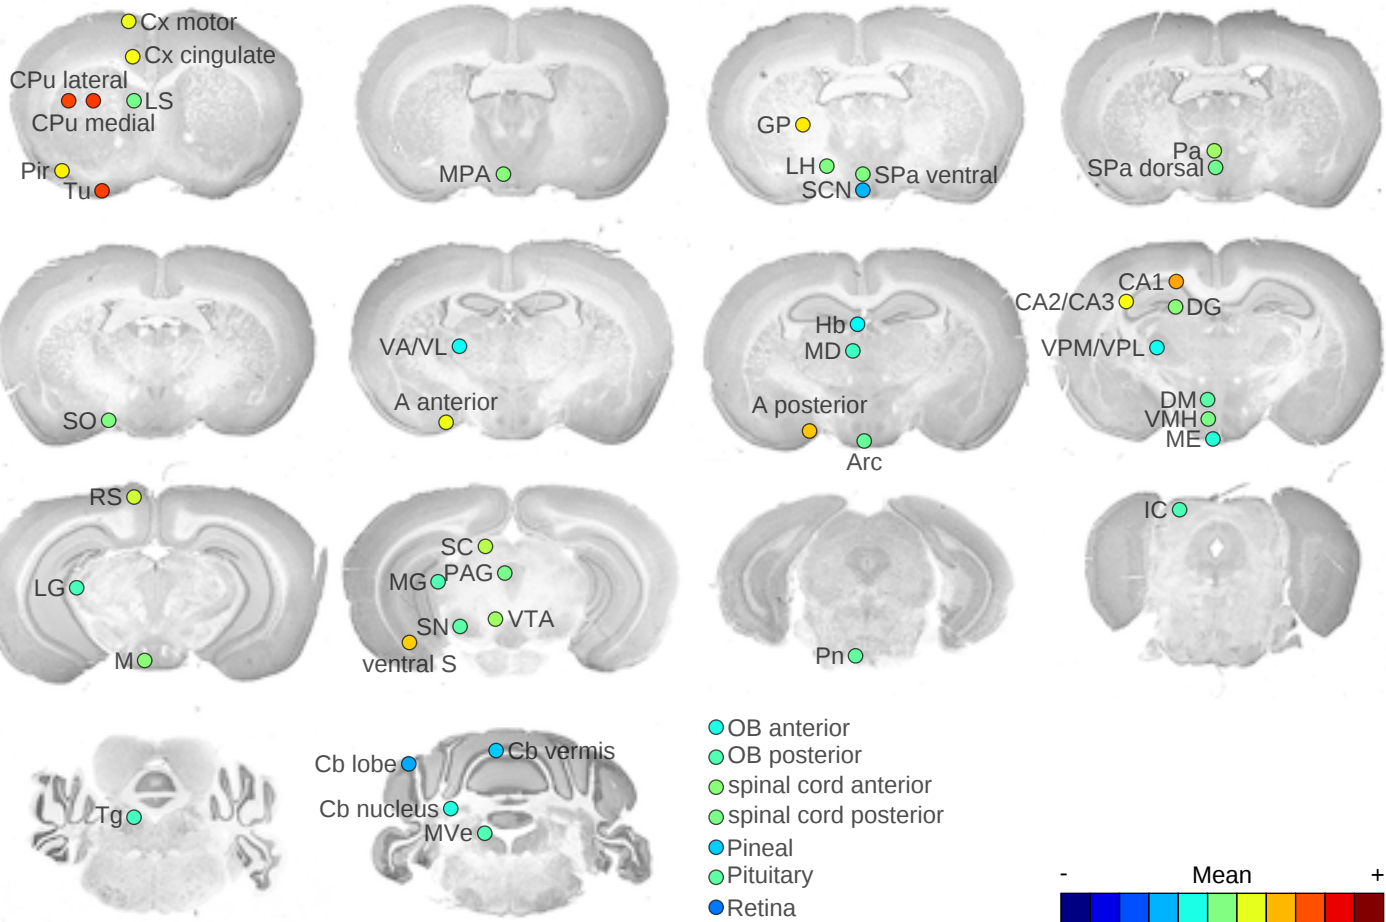 Cx motor
Cx cingulate
CPu lateral
LS
CPu medial
Pir
Tu
MPA
GP
LH
SPa ventral
SCN
Pa
SPa dorsal
SO
VA/VL
A anterior
Hb
MD
A posterior
Arc
CA1
CA2/CA3
DG
VPM/VPL
DM
VMH
ME
RS
LG
M
SC
MG
PAG
SN
VTA
ventral S
Pn
IC
Tg
Cb lobe
Cb vermis
Cb nucleus
MVe
OB anterior
OB posterior
spinal cord anterior
spinal cord posterior
Pineal
Pituitary
Retina
- Mean +